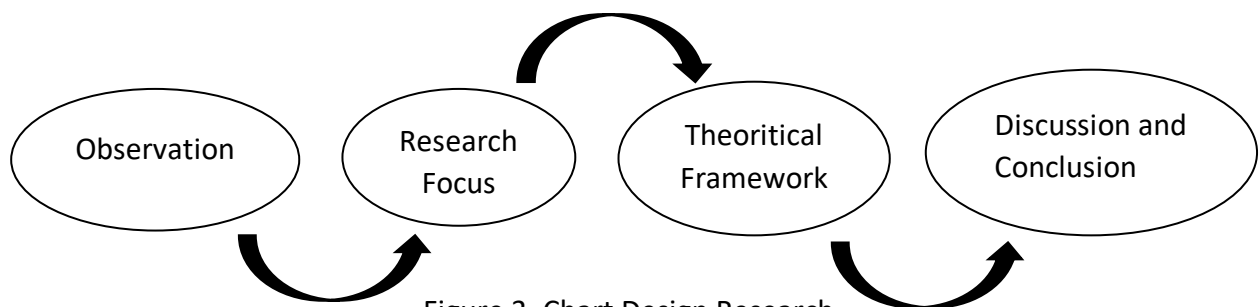 Observation
Research
Focus
Theoritical
Framework
Discussion and
Conclusion
Figure 2. Chart Design Research